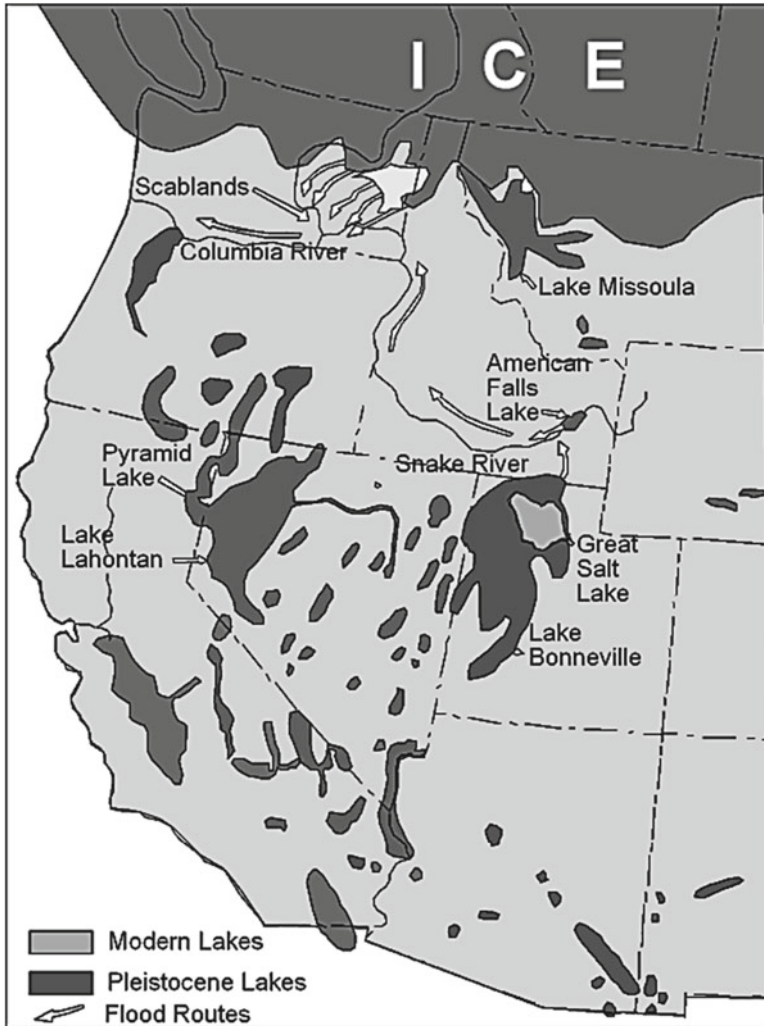 I C E
Scablands
Columbia River
Lake Missoula
American
Falls
Lake
Pyramid
Lake
Snake River
Lake
Lahontan
Great
Salt
Lake
Lake
Bonneville
Modern Lakes
Pleistocene Lakes
Flood Routes